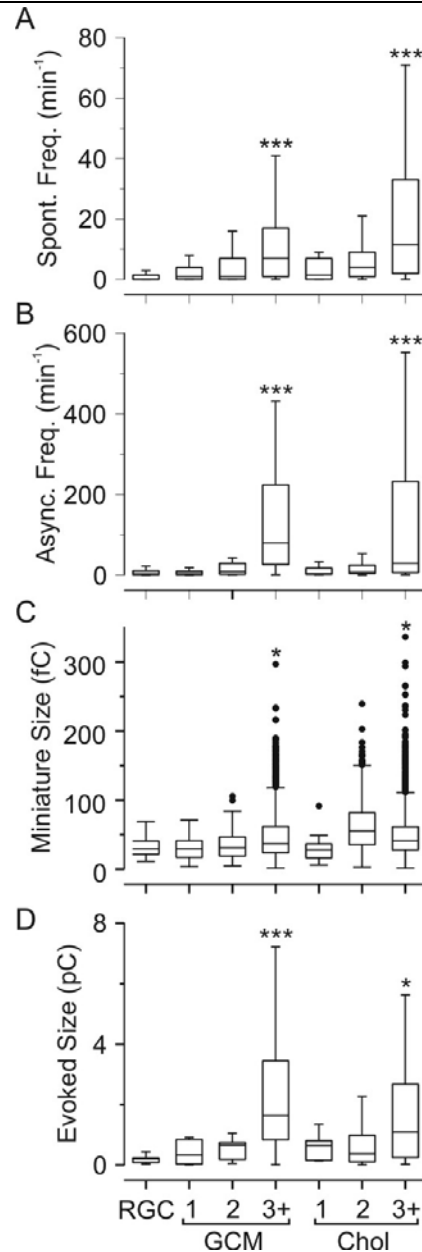 A
Spont. Freq. (min⁻¹)
80
60
40
20
0
***
***
B
Async. Freq. (min⁻¹)
600
400
200
0
***
***
C
Miniature Size (fC)
300
200
100
0
*
*
D
Evoked Size (pC)
8
4
0
***
*
RGC 1 2 3+ 1 2 3+
GCM Chol